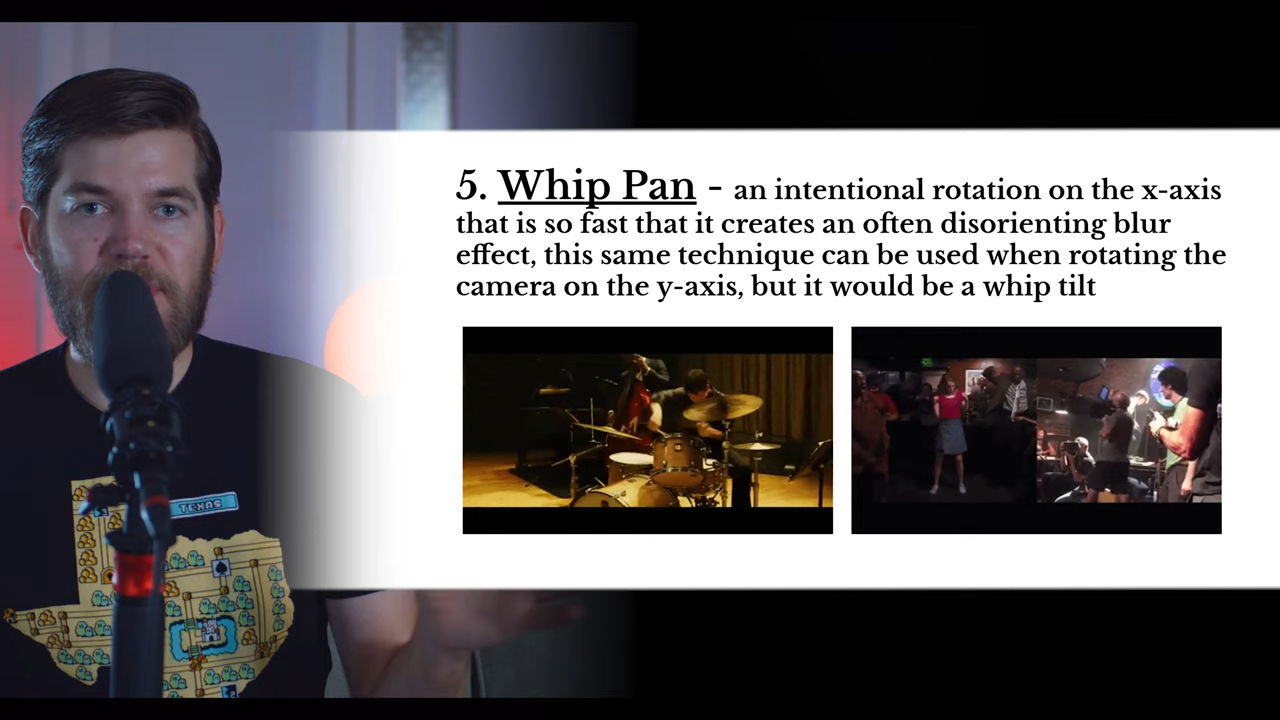 5. Whip Pan - an intentional rotation on the x-axis
that is so fast that it creates an often disorienting blur
effect, this same technique can be used when rotating the
camera on the y-axis, but it would be a whip tilt
TEXAS